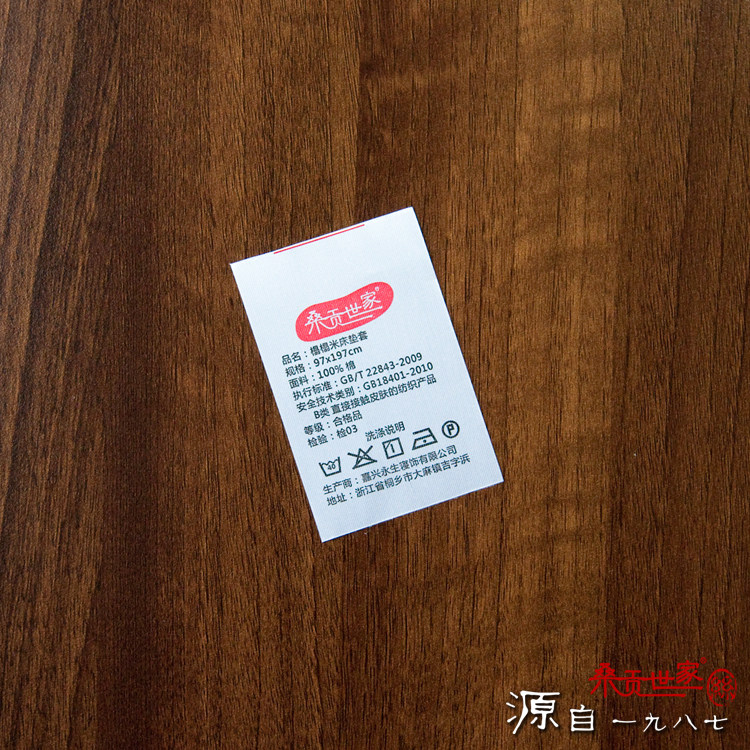 桑贡世家®
品名：榻榻米床垫套
规格：97x197cm
面料：100% 棉
执行标准：GB/T 22843-2009
安全技术类别：GB18401-2010
B类 直接接触皮肤的纺织产品
等级：合格品
检验：检03
洗涤说明
生产商：嘉兴永生寝饰有限公司
地址：浙江省桐乡市大麻镇吉字浜
桑贡世家®
源自一九八七